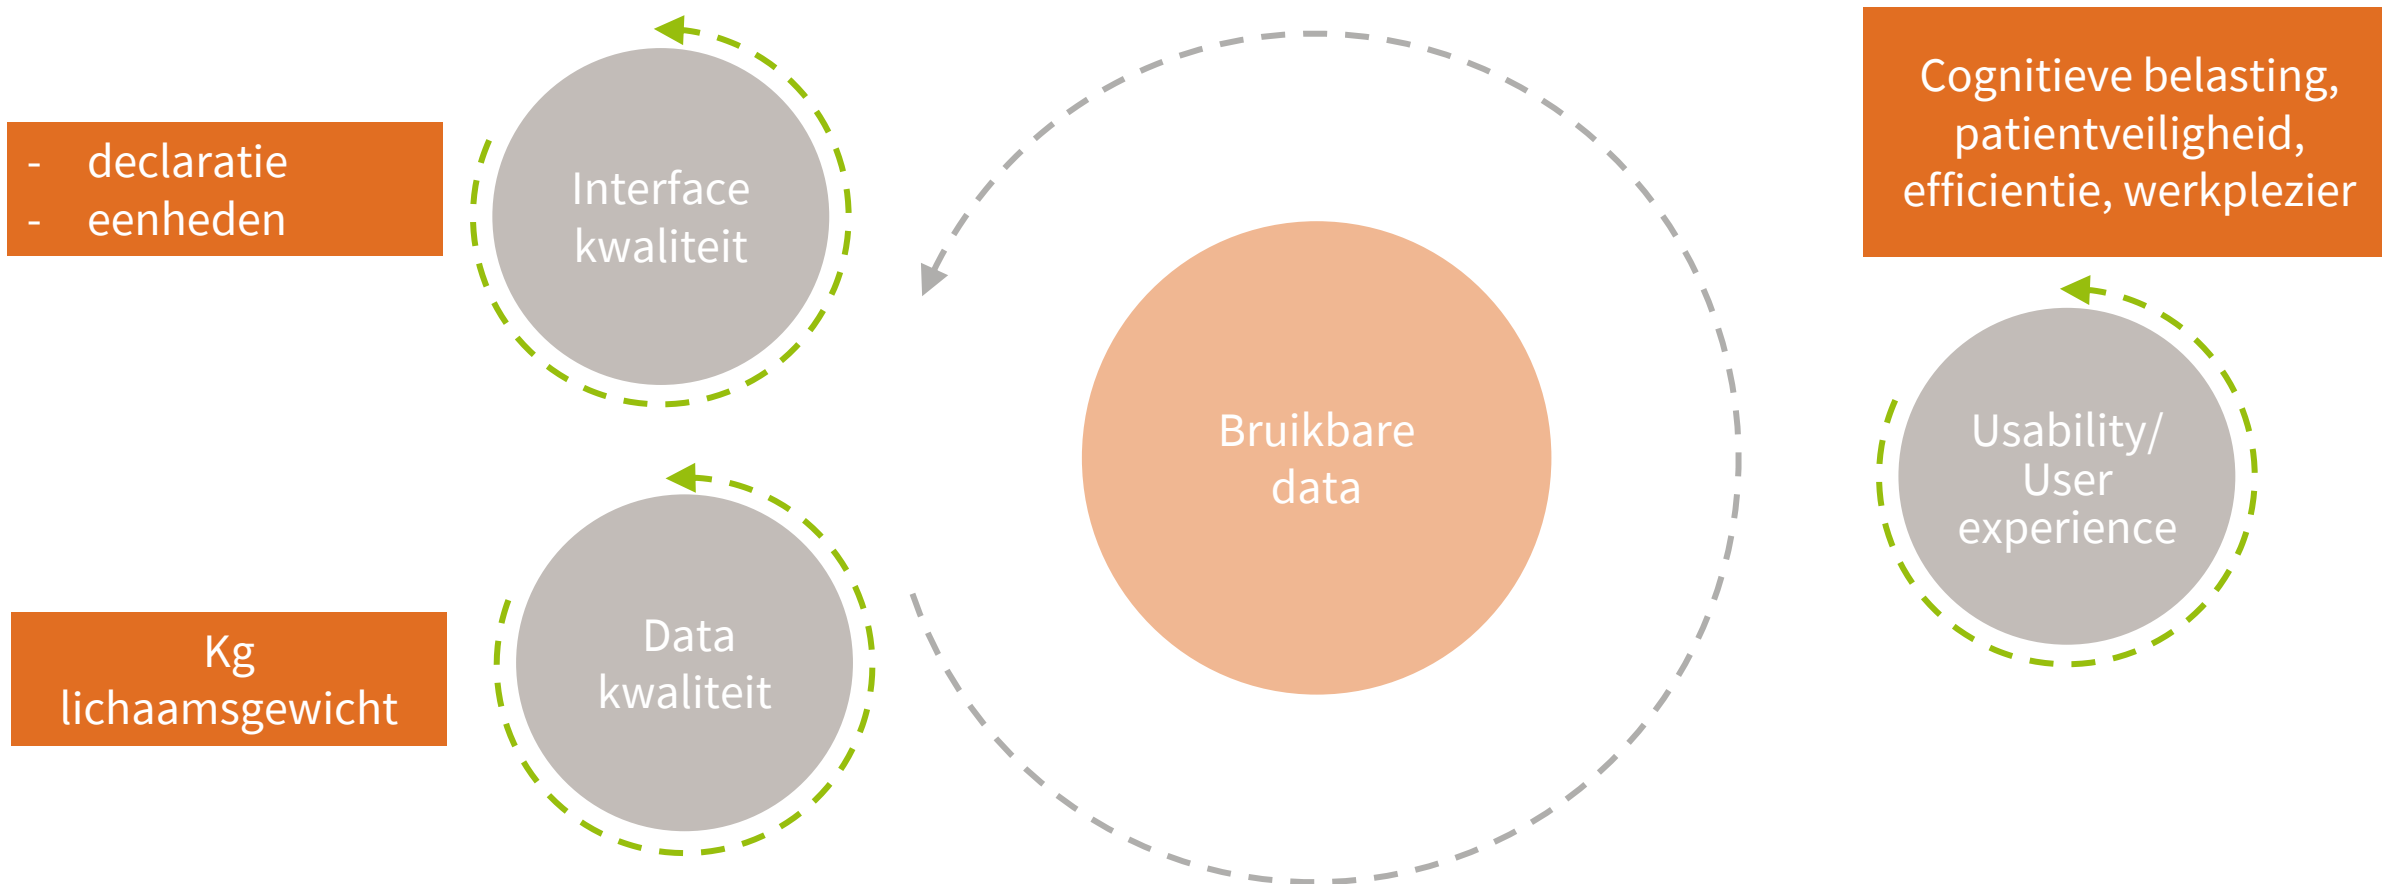 - declaratie
- eenheden
Interface
kwaliteit
Kg
lichaamsgewicht
Data
kwaliteit
Bruikbare
data
Cognitieve belasting,
patientveiligheid,
efficientie, werkplezier
Usability/
User
experience